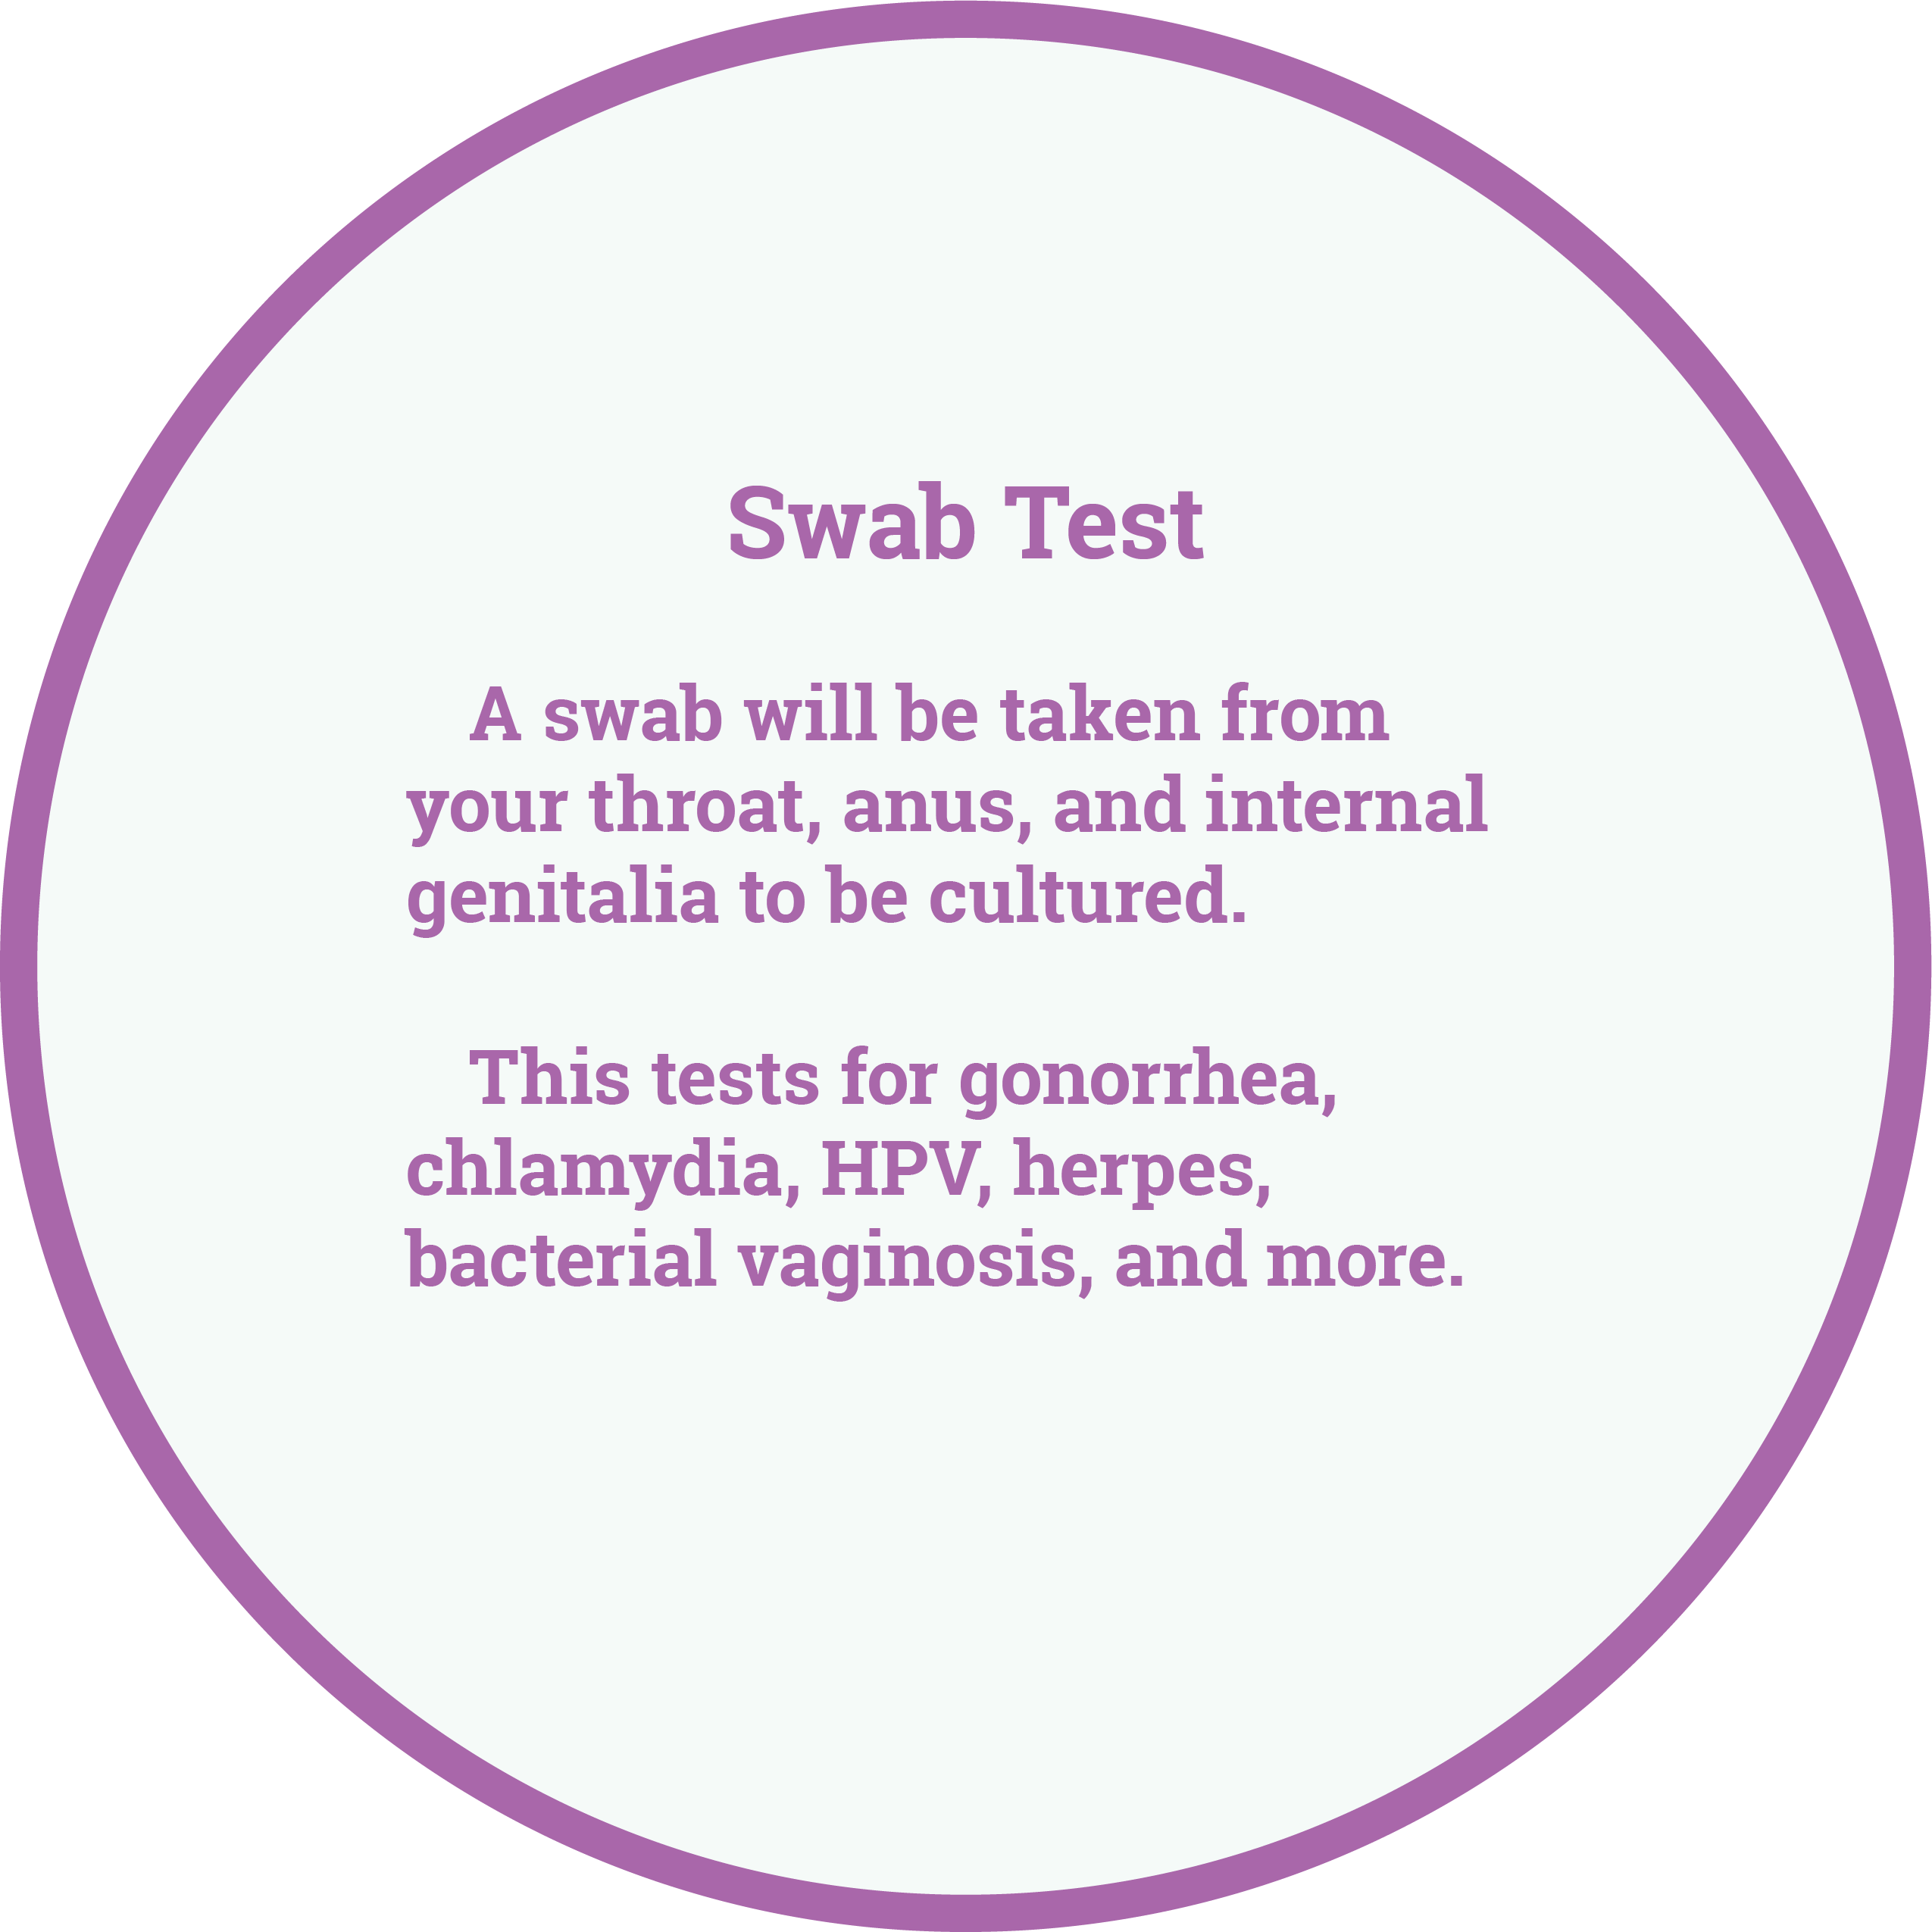 Swab Test
A swab will be taken from
your throat, anus, and internal
genitalia to be cultured.
This tests for gonorrhea,
chlamydia, HPV, herpes,
bacterial vaginosis, and more.